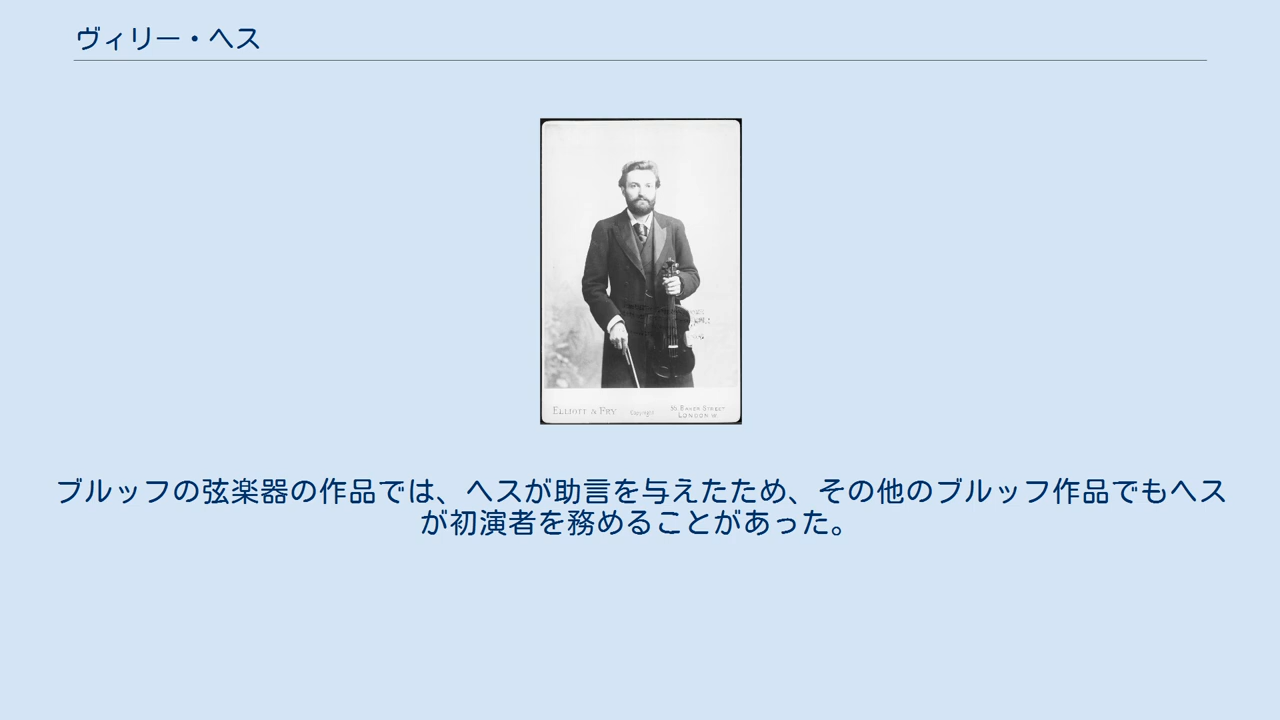 ヴィリー・ヘス
ELLIOTT & FRY
Copyright
55 BAKER STREET
LONDON W
ブルッフの弦楽器の作品では、ヘスが助言を与えたため、その他のブルッフ作品でもヘス
が初演者を務めることがあった。